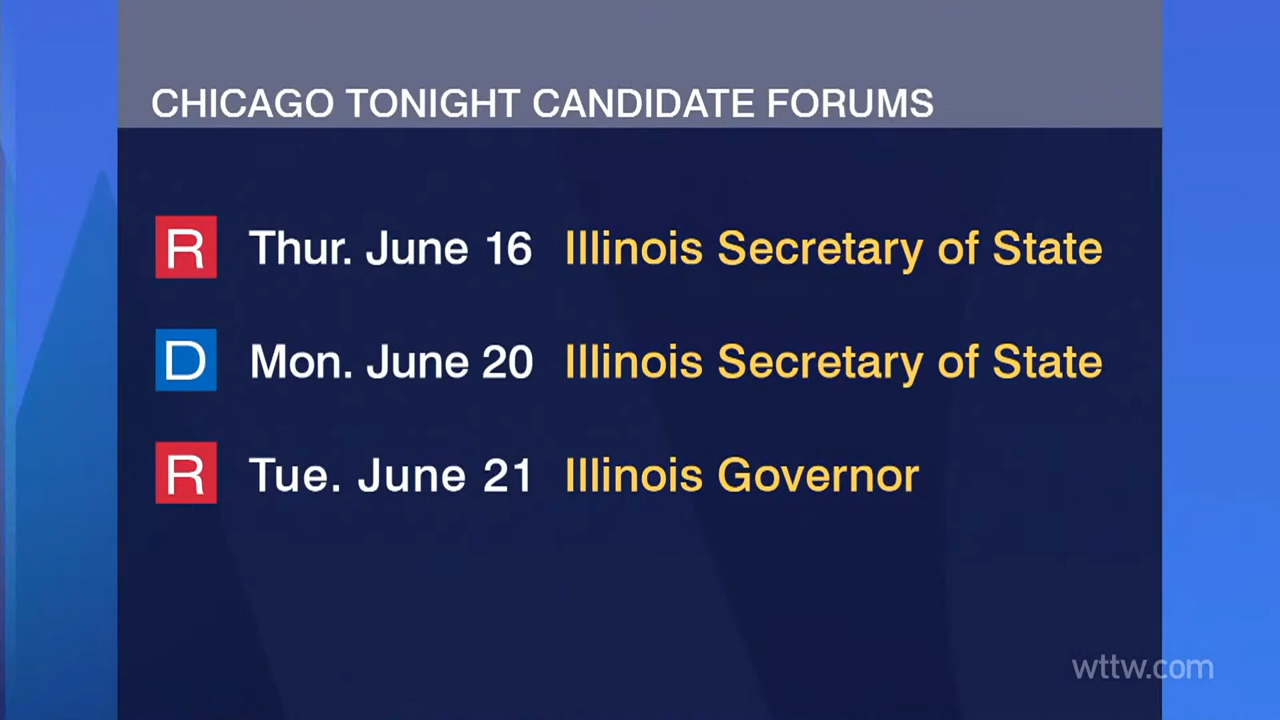 CHICAGO TONIGHT CANDIDATE FORUMS
R Thur. June 16 Illinois Secretary of State
D Mon. June 20 Illinois Secretary of State
R Tue. June 21 Illinois Governor
wttw.com